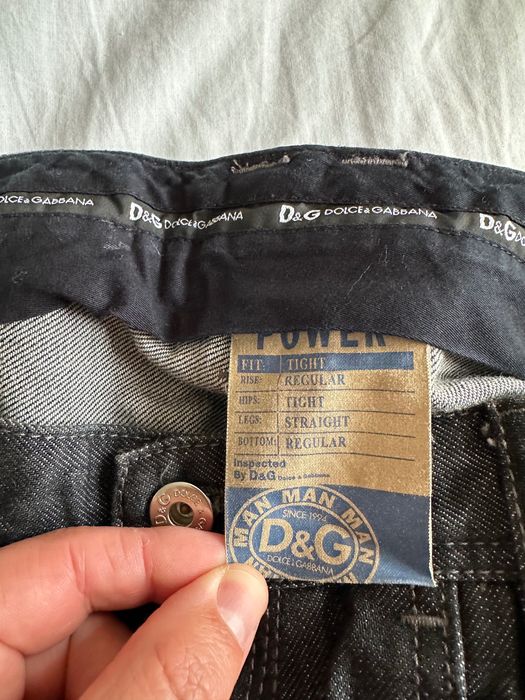 DOLCE&GABBANA D&G DOLCE&GABBANA D&G DOLCE&GABBANA D&G DO
POWER
FIT: TIGHT
RISE: REGULAR
HIPS: TIGHT
LEGS: STRAIGHT
BOTTOM: REGULAR
Inspected
By D&G Dolce & Gabbana
MAN MAN MAN
SINCE 1994
D&G
DOLCE&GABBANA
D&G DOLCE